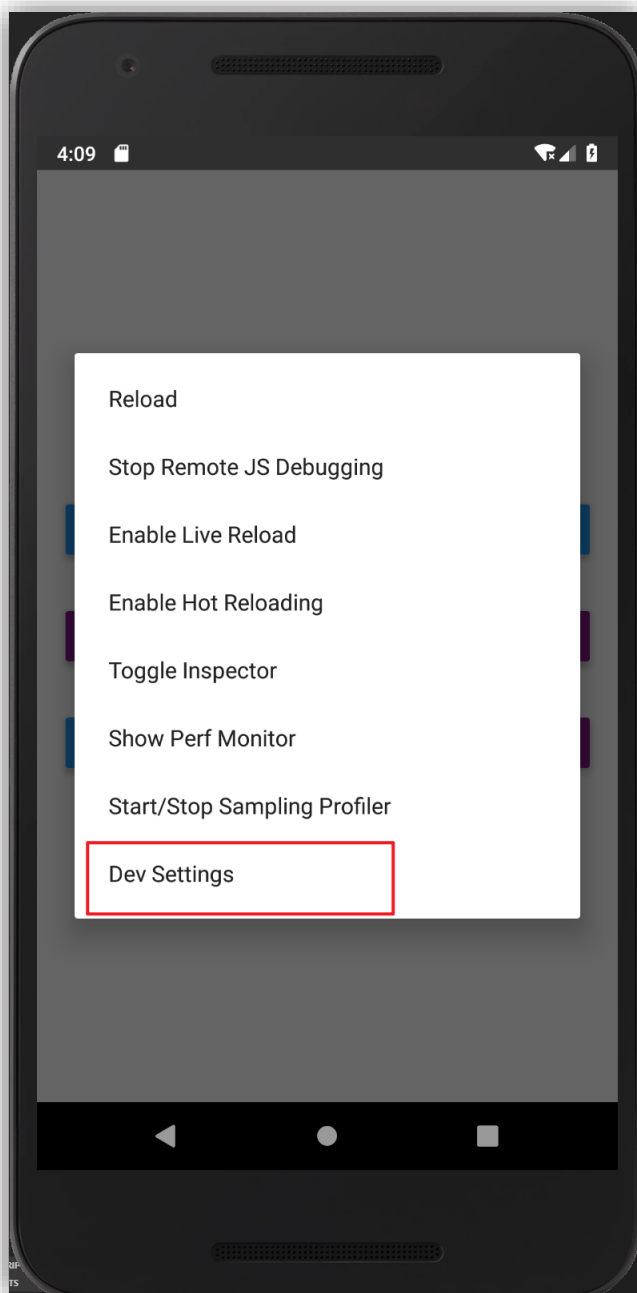 4:09
Reload
Stop Remote JS Debugging
Enable Live Reload
Enable Hot Reloading
Toggle Inspector
Show Perf Monitor
Start/Stop Sampling Profiler
Dev Settings
TS